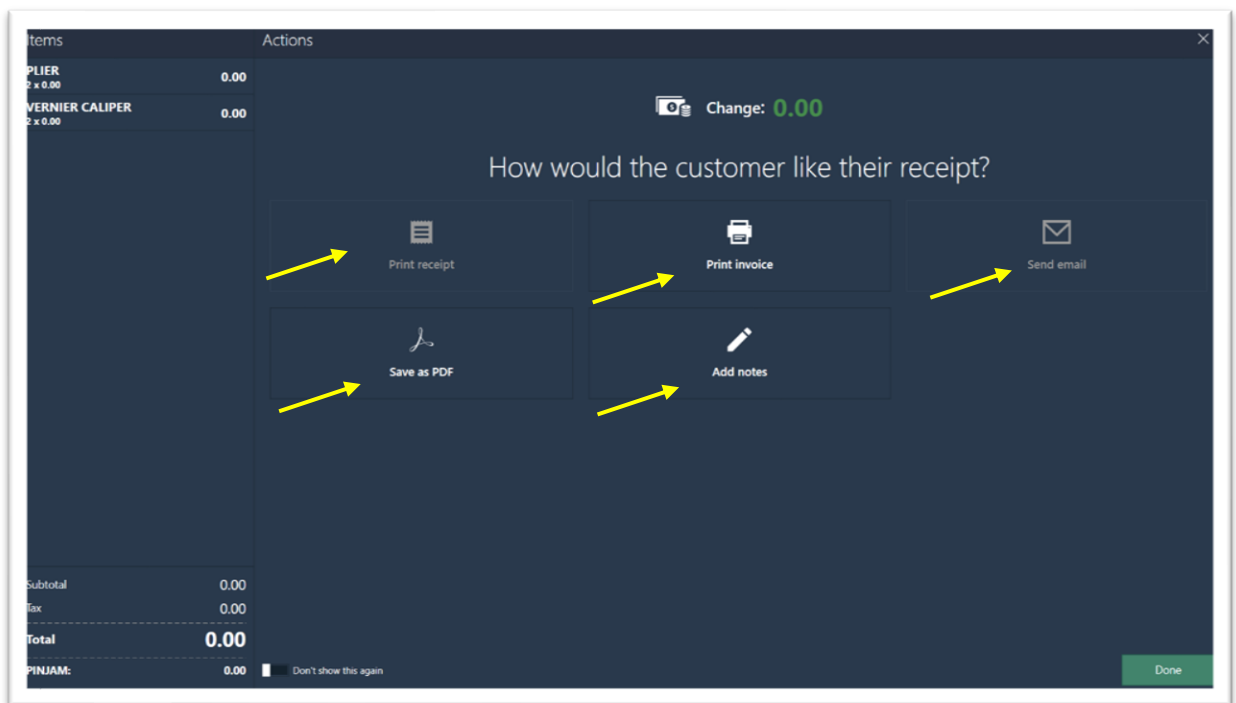 Items
PLIER
2 x 0.00
0.00
VERNIER CALIPER
2 x 0.00
0.00
Subtotal
0.00
Tax
0.00
Total
0.00
PINJAM:
0.00
Actions
Change: 0.00
How would the customer like their receipt?
Print receipt
Print invoice
Send email
Save as PDF
Add notes
Don't show this again
Done